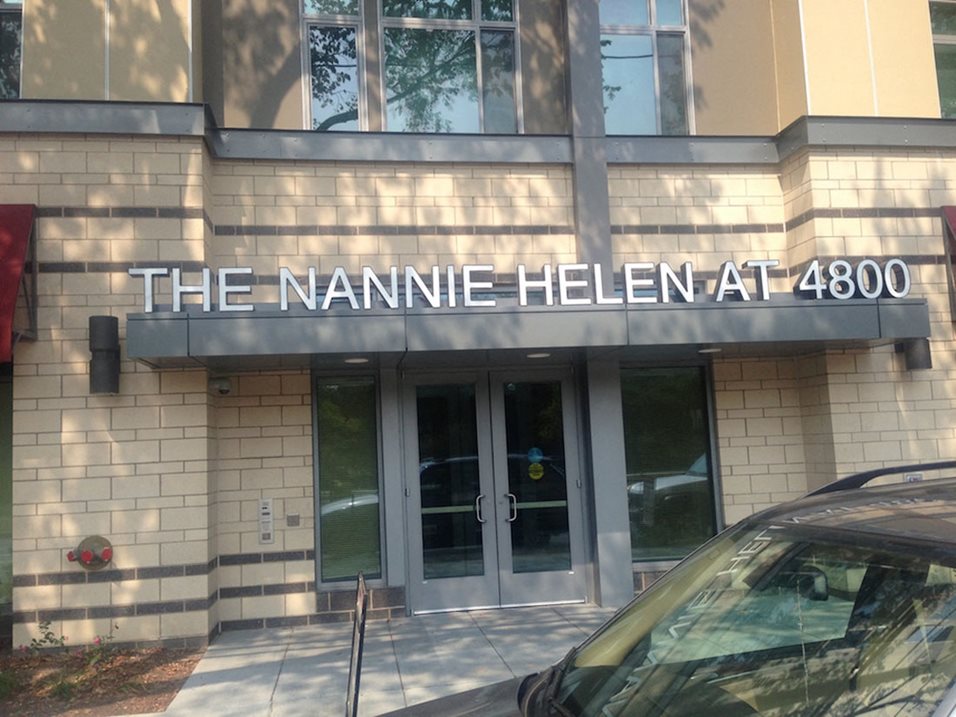 THE NANNIE HELEN AT 4800